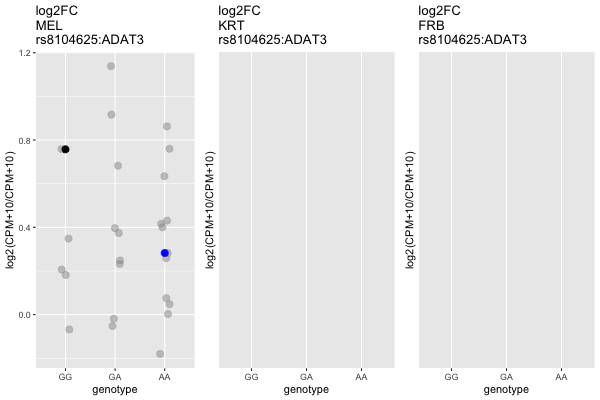 log2FC
MEL
rs8104625:ADAT3
log2(CPM+10/CPM+10)
1.2
0.8
0.4
0.0
GG GA AA
genotype
log2FC
KRT
rs8104625:ADAT3
log2(CPM+10/CPM+10)
GG GA AA
genotype
log2FC
FRB
rs8104625:ADAT3
log2(CPM+10/CPM+10)
GG GA AA
genotype